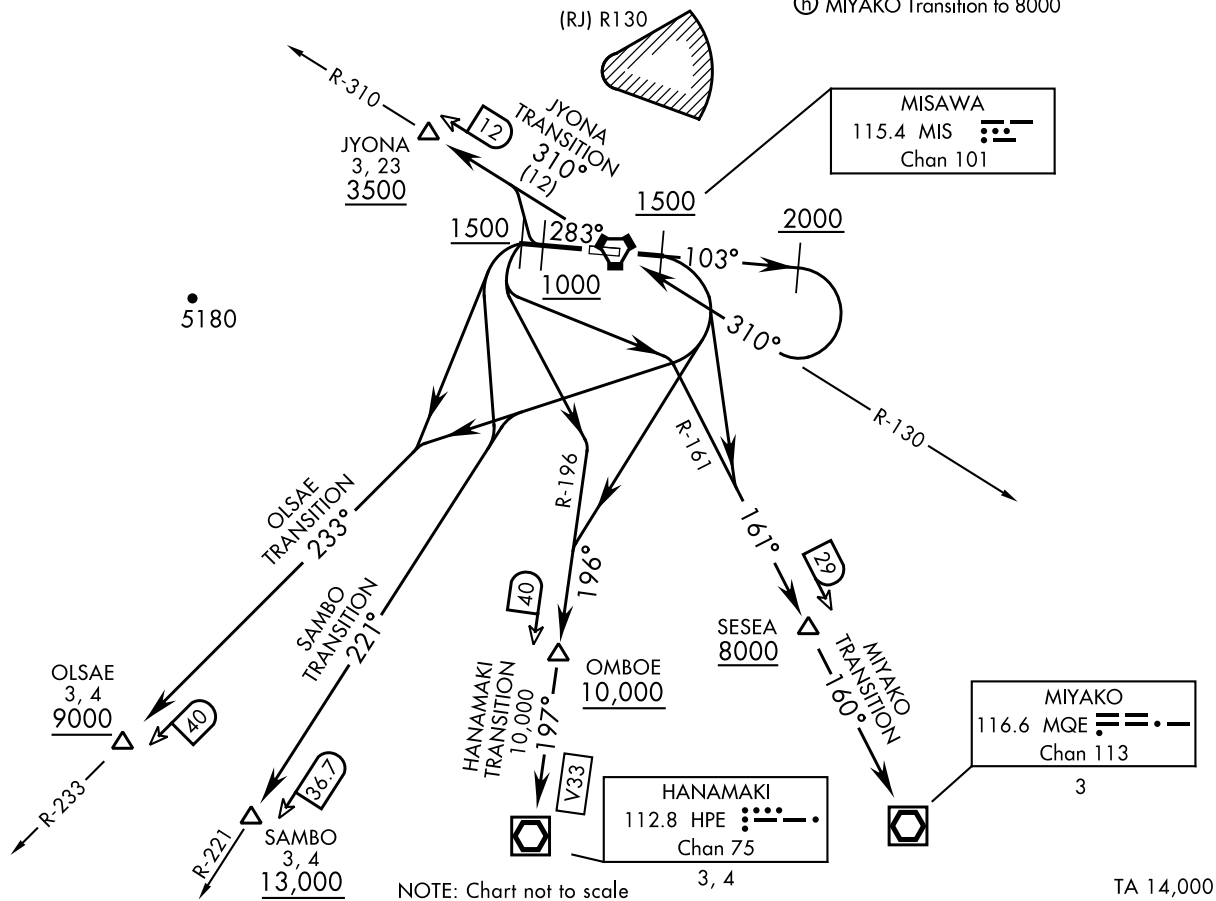 ⓗ MIYAKO Transition to 8000
(RJ) R130
R-310
12
JYONA
TRANSITION
310°
(12)
JYONA
3, 23
3500
MISAWA
115.4 MIS
Chan 101
1500
1500
2000
283°
103°
1000
310°
5180
R-130
R-161
R-196
OLSAE
TRANSITION
233°
SAMBO
TRANSITION
221°
196°
161°
40
29
SESEA
8000
OMBOE
10,000
MIYAKO
TRANSITION
160°
HANAMAKI
TRANSITION
10,000
197°
V33
OLSAE
3, 4
9000
40
R-233
36.7
R-221
SAMBO
3, 4
13,000
MIYAKO
116.6 MQE
Chan 113
3
HANAMAKI
112.8 HPE
Chan 75
3, 4
NOTE: Chart not to scale
TA 14,000